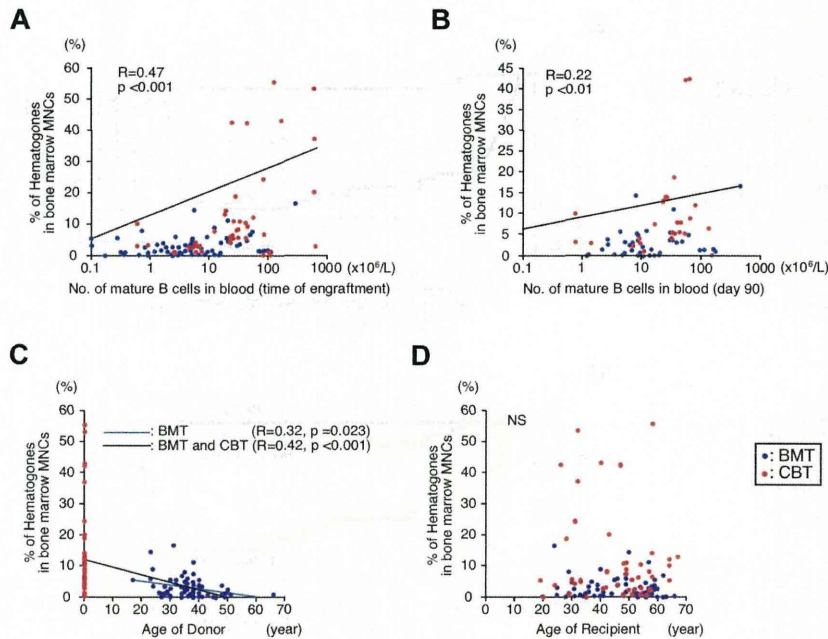 A
(%)
R=0.47
p <0.001
60
50
40
30
20
10
0
% of Hematogones
in bone marrow MNCs
0.1 1 10 100 1000 (x10⁶/L)
No. of mature B cells in blood (time of engraftment)
B
(%)
R=0.22
p <0.01
45
40
35
30
25
20
15
10
5
0
% of Hematogones
in bone marrow MNCs
0.1 1 10 100 1000 (x10⁶/L)
No. of mature B cells in blood (day 90)
C
(%)
: BMT (R=0.32, p =0.023)
: BMT and CBT (R=0.42, p <0.001)
60
50
40
30
20
10
0
% of Hematogones
in bone marrow MNCs
0 10 20 30 40 50 60 70
Age of Donor (year)
D
(%)
NS
60
50
40
30
20
10
0
% of Hematogones
in bone marrow MNCs
0 10 20 30 40 50 60 70
Age of Recipient (year)
: BMT
: CBT